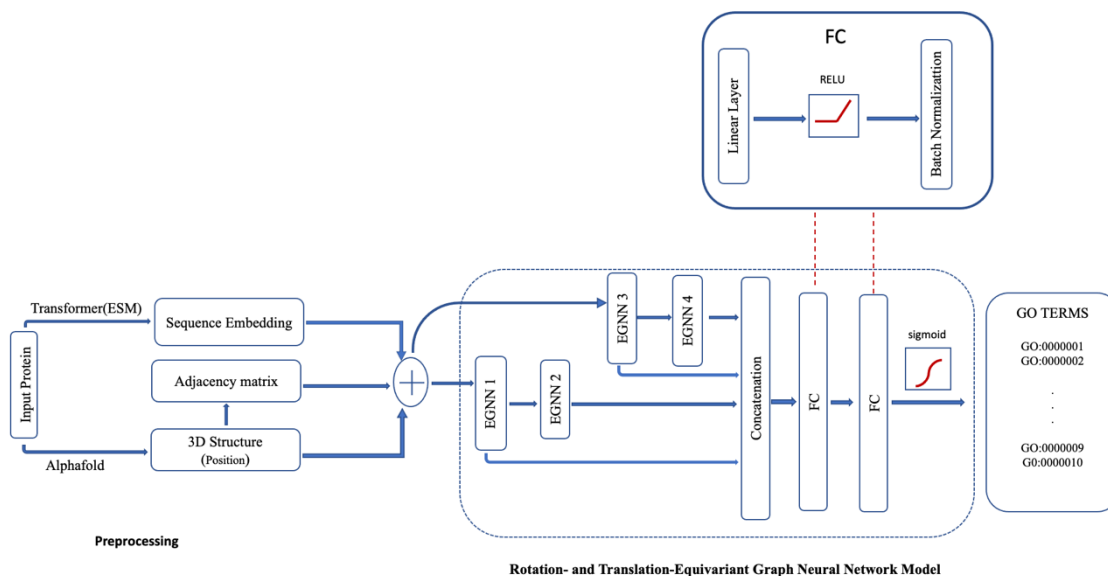 FC
Linear Layer
RELU
Batch Normalizattion
Transformer(ESM)
Input Protein
Alphafold
Sequence Embedding
Adjacency matrix
3D Structure
(Position)
EGNN 1
EGNN 2
EGNN 3
EGNN 4
Concatenation
FC
FC
sigmoid
GO TERMS
GO:0000001
GO:0000002
.
.
.
GO:0000009
G0:0000010
Preprocessing
Rotation- and Translation-Equivariant Graph Neural Network Model